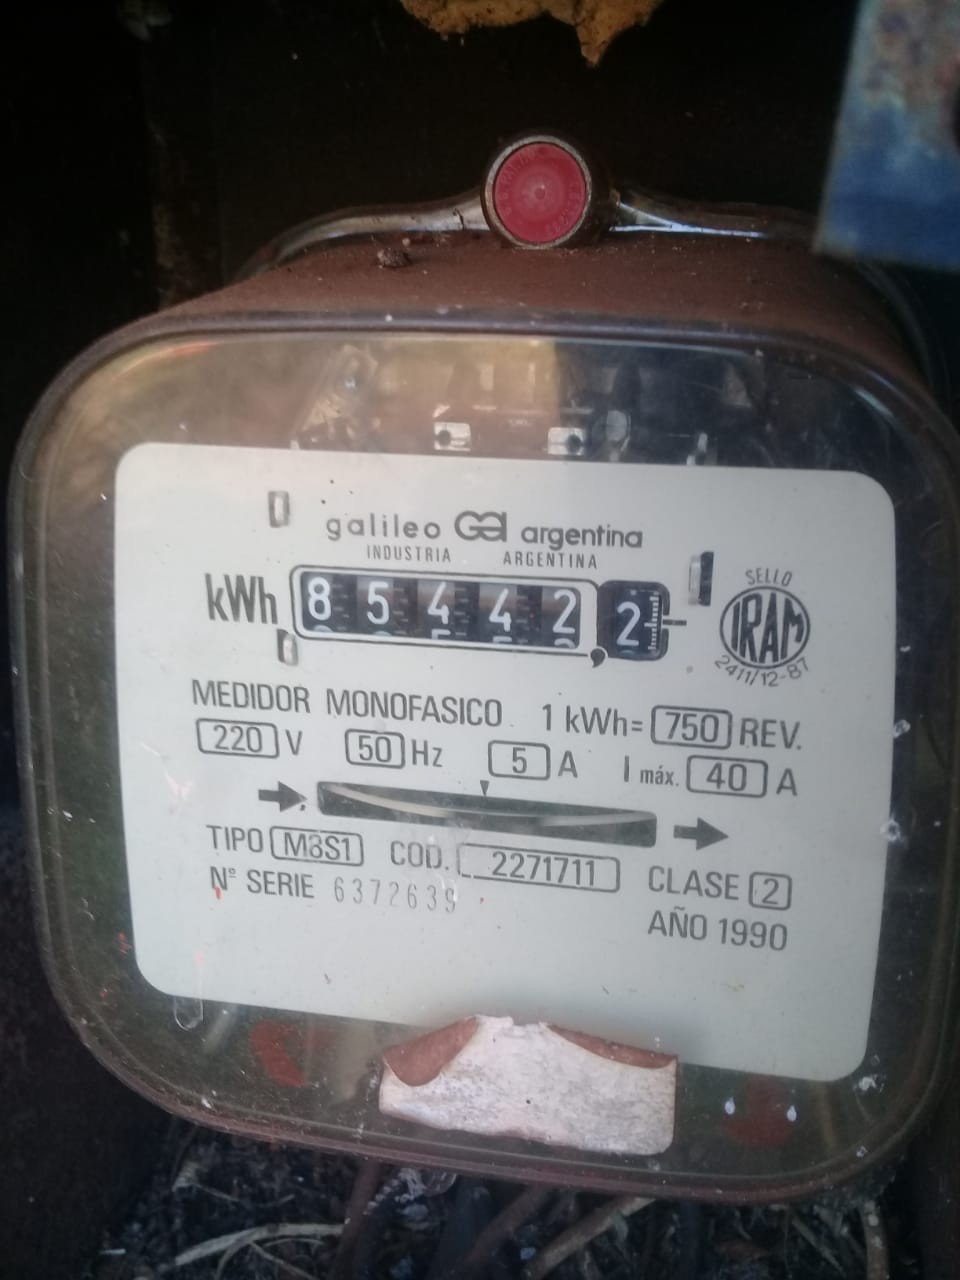 galileo Gal argentina
INDUSTRIA ARGENTINA
kWh 8 5 4 4 2 , 2
SELLO
IRAM
2411/12-87
MEDIDOR MONOFASICO 1 kWh= 750 REV.
220 V 50 Hz 5 A I máx. 40 A
TIPO M8S1 COD. 2271711 CLASE 2
Nº SERIE 6372639 AÑO 1990